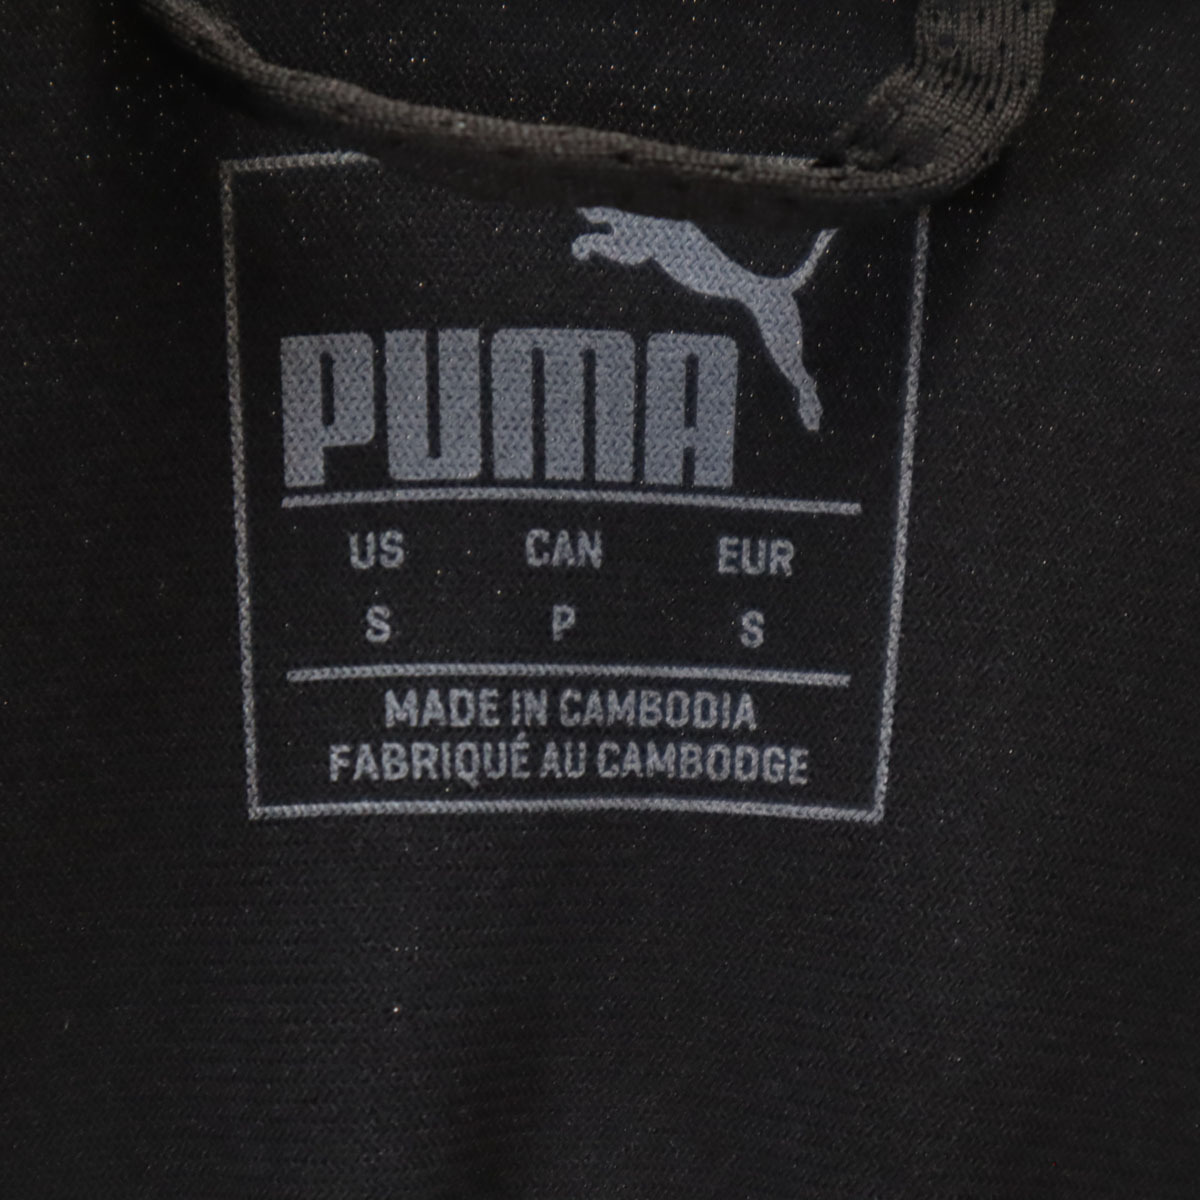 PUMA
US CAN EUR
S P S
MADE IN CAMBODIA
FABRIQUÉ AU CAMBODGE